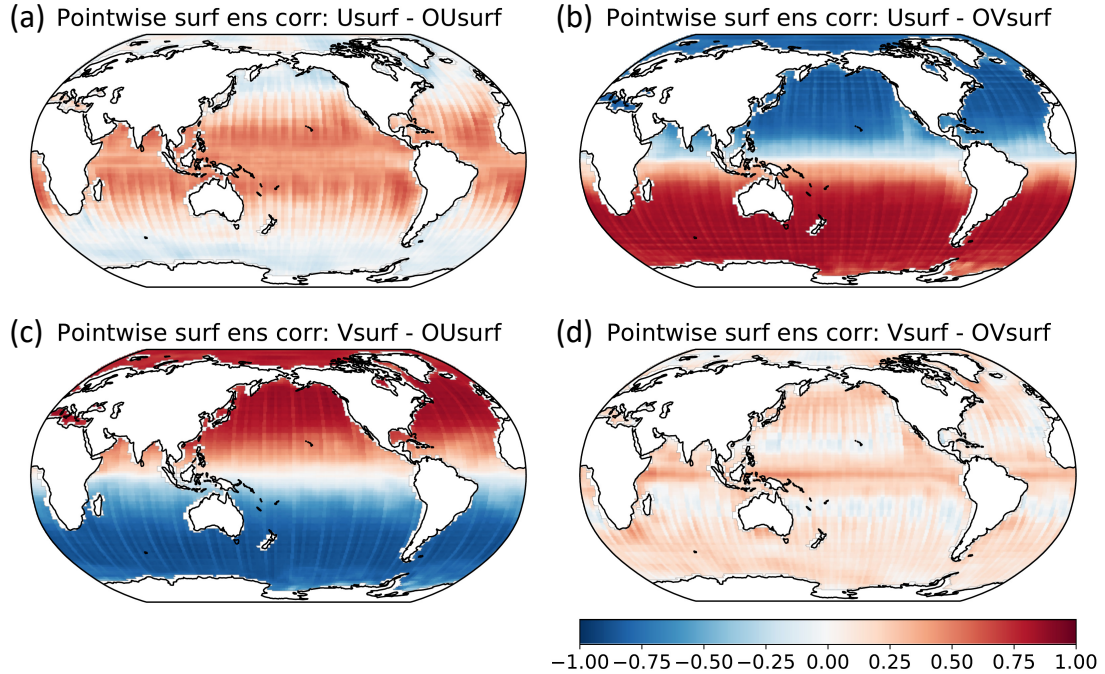 (a) Pointwise surf ens corr: Usurf - OUsurf
(b) Pointwise surf ens corr: Usurf - OVsurf
(c) Pointwise surf ens corr: Vsurf - OUsurf
(d) Pointwise surf ens corr: Vsurf - OVsurf
−1.00 −0.75 −0.50 −0.25 0.00 0.25 0.50 0.75 1.00